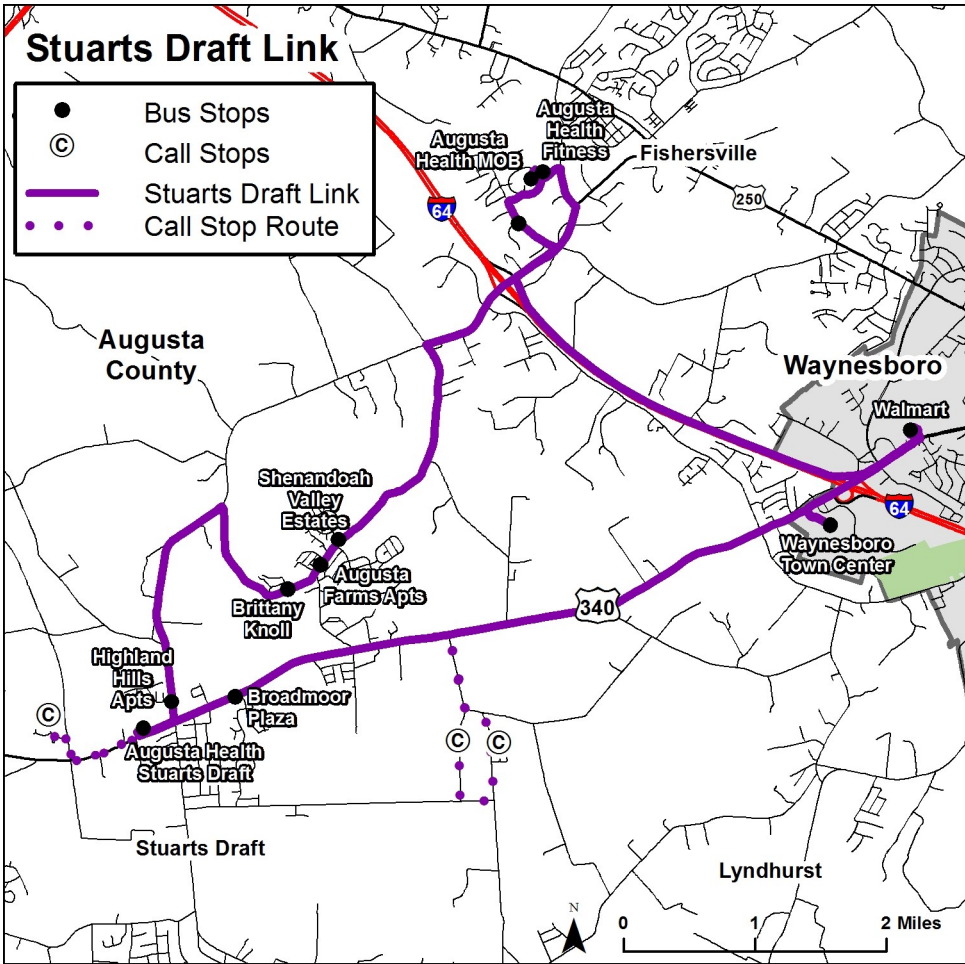 Stuarts Draft Link
Bus Stops
C
Call Stops
Stuarts Draft Link
Call Stop Route
Augusta
Health
Fitness
Augusta
Health MOB
Fishersville
64
250
Augusta
County
Waynesboro
Walmart
Shenandoah
Valley
Estates
64
Waynesboro
Town Center
Augusta
Farms Apts
Brittany
Knoll
340
Highland
Hills
Apts
Broadmoor
Plaza
C
C
C
Augusta Health
Stuarts Draft
Stuarts Draft
Lyndhurst
N
0 1 2 Miles